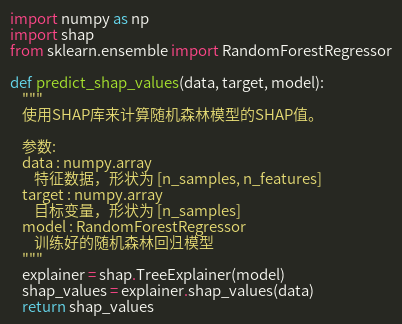 import numpy as np
import shap
from sklearn.ensemble import RandomForestRegressor

def predict_shap_values(data, target, model):
    """
    使用SHAP库来计算随机森林模型的SHAP值。

    参数:
    data : numpy.array
        特征数据，形状为 [n_samples, n_features]
    target : numpy.array
        目标变量，形状为 [n_samples]
    model : RandomForestRegressor
        训练好的随机森林回归模型
    """
    explainer = shap.TreeExplainer(model)
    shap_values = explainer.shap_values(data)
    return shap_values